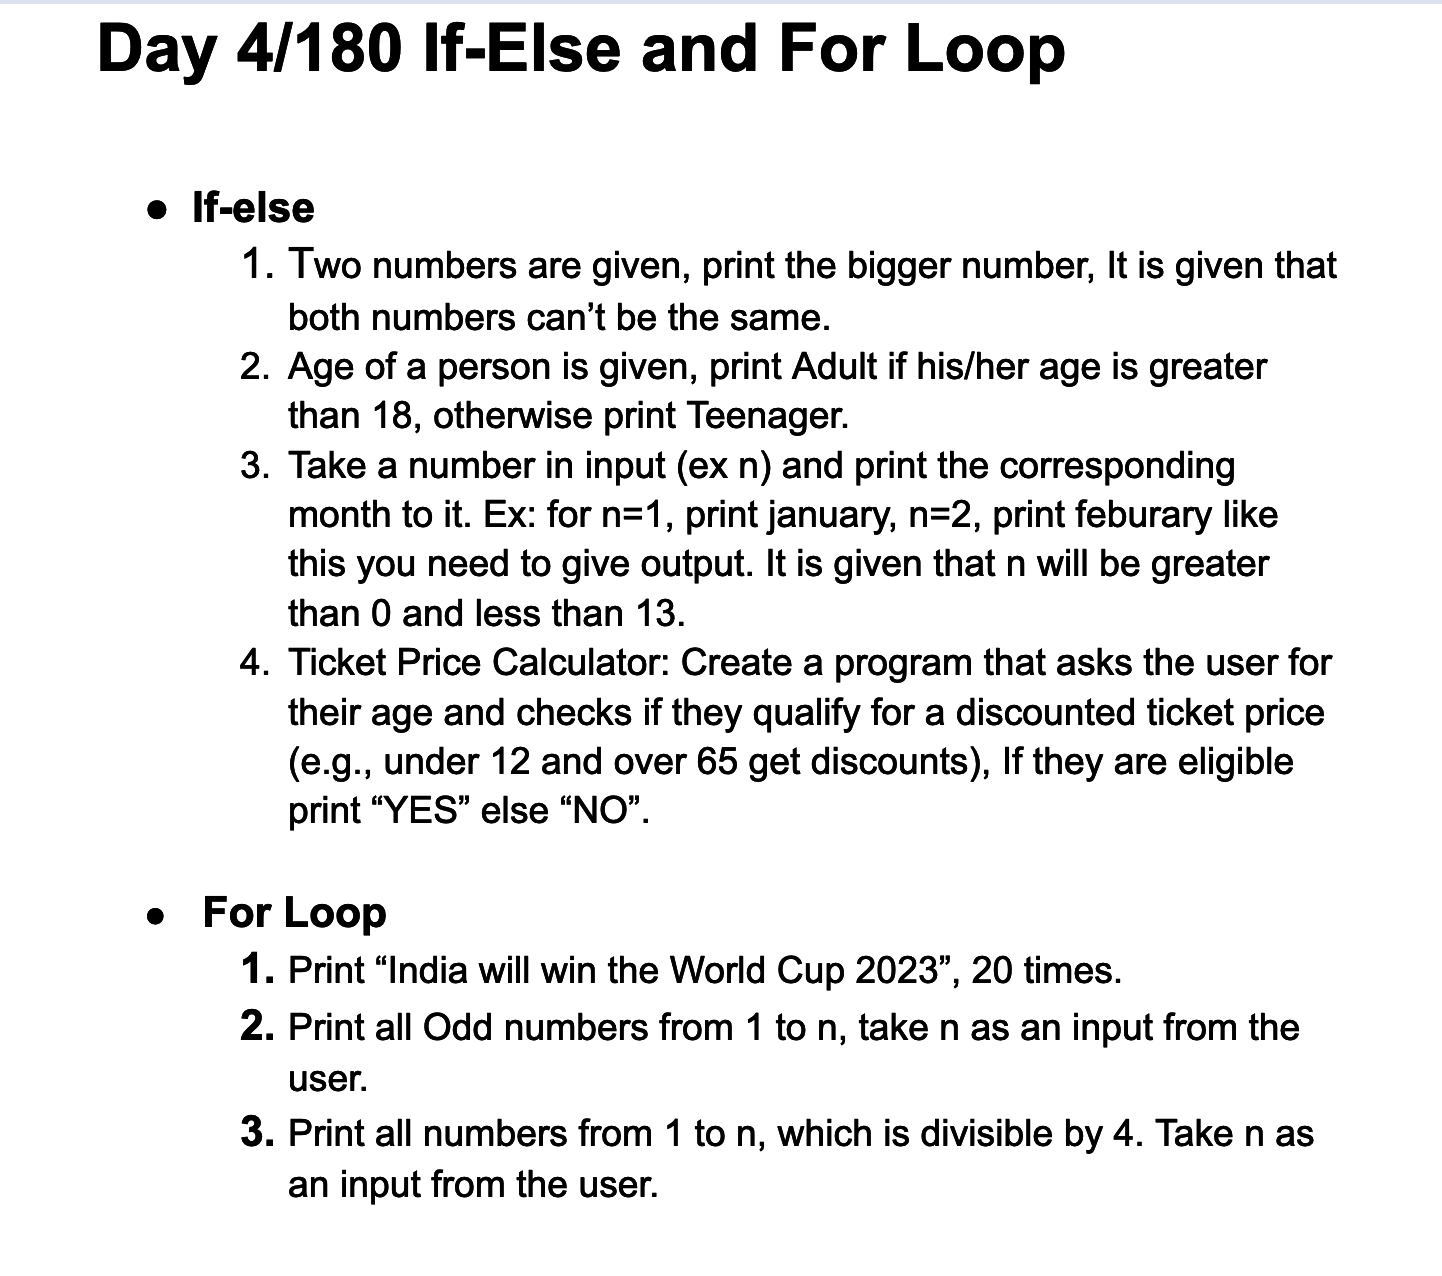 Day 4/180 If-Else and For Loop
● If-else
1. Two numbers are given, print the bigger number, It is given that
both numbers can’t be the same.
2. Age of a person is given, print Adult if his/her age is greater
than 18, otherwise print Teenager.
3. Take a number in input (ex n) and print the corresponding
month to it. Ex: for n=1, print january, n=2, print feburary like
this you need to give output. It is given that n will be greater
than 0 and less than 13.
4. Ticket Price Calculator: Create a program that asks the user for
their age and checks if they qualify for a discounted ticket price
(e.g., under 12 and over 65 get discounts), If they are eligible
print “YES” else “NO”.
● For Loop
1. Print “India will win the World Cup 2023”, 20 times.
2. Print all Odd numbers from 1 to n, take n as an input from the
user.
3. Print all numbers from 1 to n, which is divisible by 4. Take n as
an input from the user.